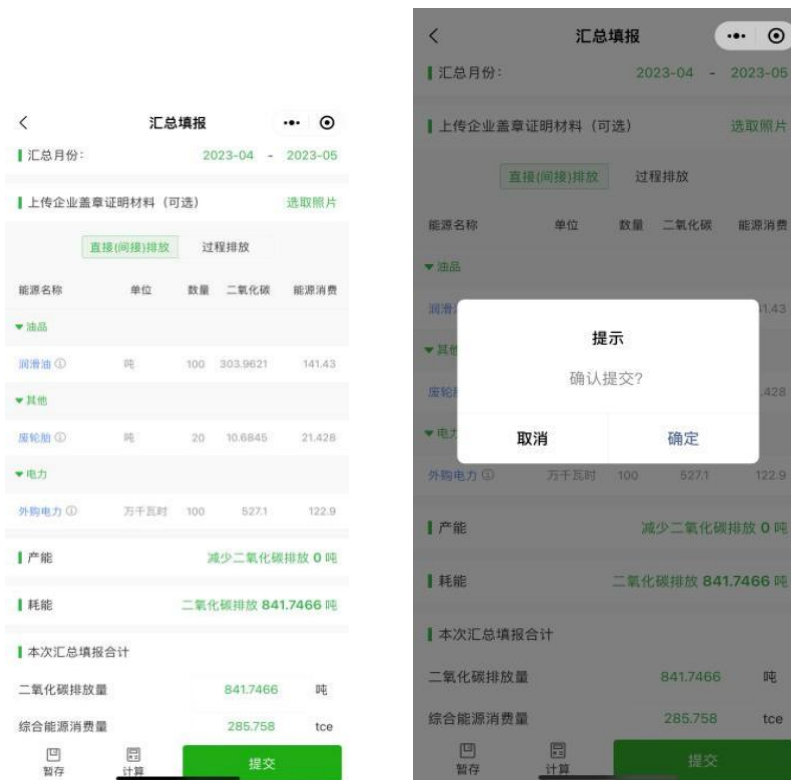 汇总填报
汇总月份: 2023-04 - 2023-05
上传企业盖章证明材料（可选） 选取照片
直接(间接)排放 过程排放
能源名称 单位 数量 二氧化碳 能源消费
油品
润滑油 吨 100 303.9621 141.43
其他
废轮胎 吨 20 10.6845 21.428
电力
外购电力 万千瓦时 100 527.1 122.9
产能 减少二氧化碳排放 0 吨
耗能 二氧化碳排放 841.7466 吨
本次汇总填报合计
二氧化碳排放量 841.7466 吨
综合能源消费量 285.758 tce
暂存 计算 提交
汇总填报
汇总月份: 2023-04 - 2023-05
上传企业盖章证明材料（可选） 选取照片
直接(间接)排放 过程排放
能源名称 单位 数量 二氧化碳 能源消费
油品
润滑 1.43
提示
其他
确认提交?
废轮 .428
电力
取消 确定
外购电力 万千瓦时 100 527.1 122.9
产能 减少二氧化碳排放 0 吨
耗能 二氧化碳排放 841.7466 吨
本次汇总填报合计
二氧化碳排放量 841.7466 吨
综合能源消费量 285.758 tce
暂存 计算 提交